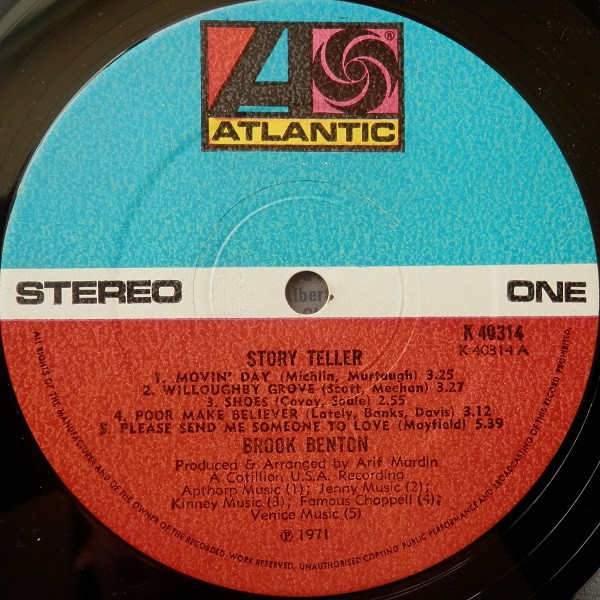 ®
ATLANTIC
STEREO
ONE
lber
K 40314
K 40314 A
STORY TELLER
1. MOVIN' DAY (Michlin, Murtaugh) 3.25
2. WILLOUGHBY GROVE (Scott, Meehan) 3.27
3. SHOES (Covay, Soule) 2.55
4. POOR MAKE BELIEVER (Lately, Banks, Davis) 3.12
5. PLEASE SEND ME SOMEONE TO LOVE (Mayfield) 5.39
BROOK BENTON
Produced & Arranged by Arif Mardin
A Cotillion U.S.A. Recording
Apthorp Music (1); Jenny Music (2);
Kinney Music (3); Famous Chappell (4);
Venice Music (5)
℗ 1971
ALL RIGHTS OF THE MANUFACTURER AND OF THE OWNER OF THE RECORDED WORK RESERVED. UNAUTHORISED COPYING PUBLIC PERFORMANCE AND BROADCASTING OF THIS RECORD PROHIBITED.